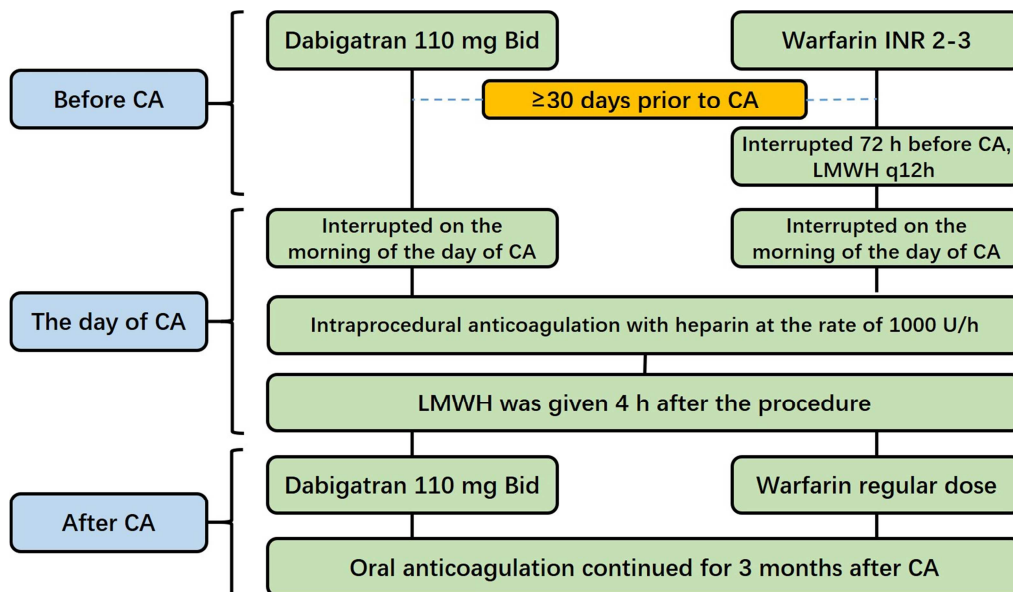 Dabigatran 110 mg Bid
Warfarin INR 2-3
Before CA
≥30 days prior to CA
Interrupted 72 h before CA,
LMWH q12h
Interrupted on the
morning of the day of CA
Interrupted on the
morning of the day of CA
The day of CA
Intraprocedural anticoagulation with heparin at the rate of 1000 U/h
LMWH was given 4 h after the procedure
Dabigatran 110 mg Bid
Warfarin regular dose
After CA
Oral anticoagulation continued for 3 months after CA